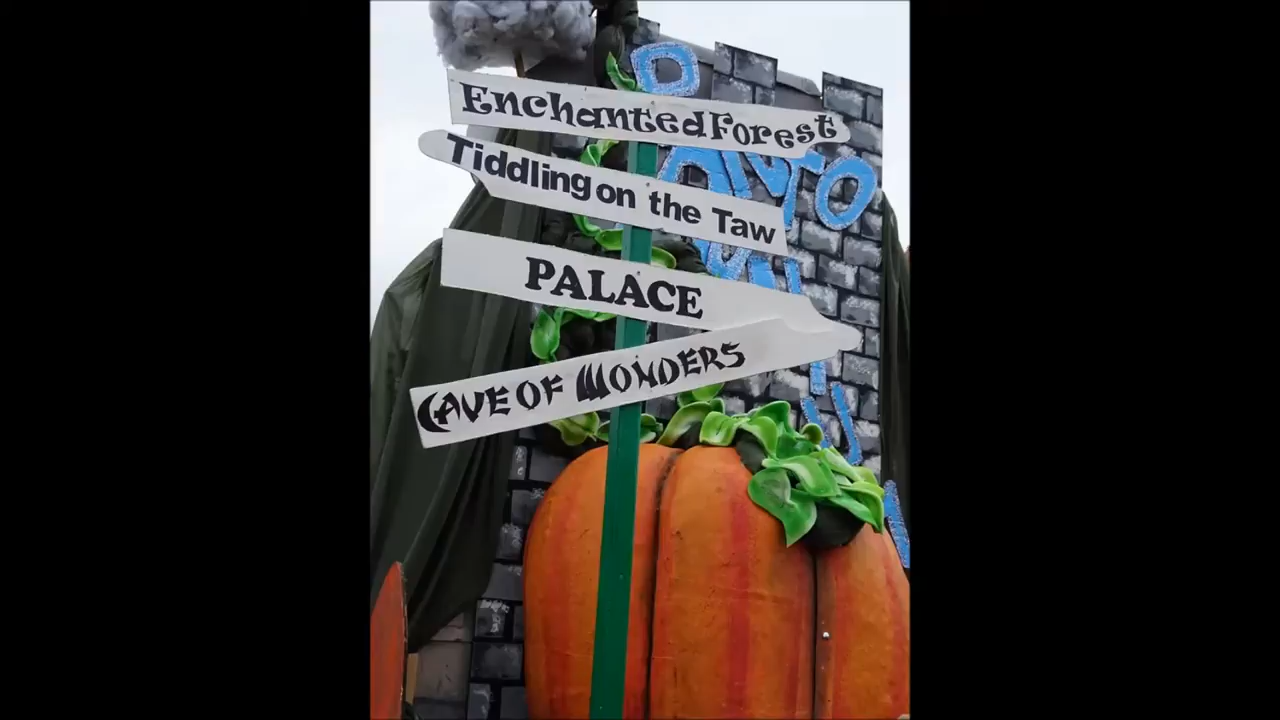 Enchanted Forest
Tiddling on the Taw
PALACE
CAVE OF WONDERS